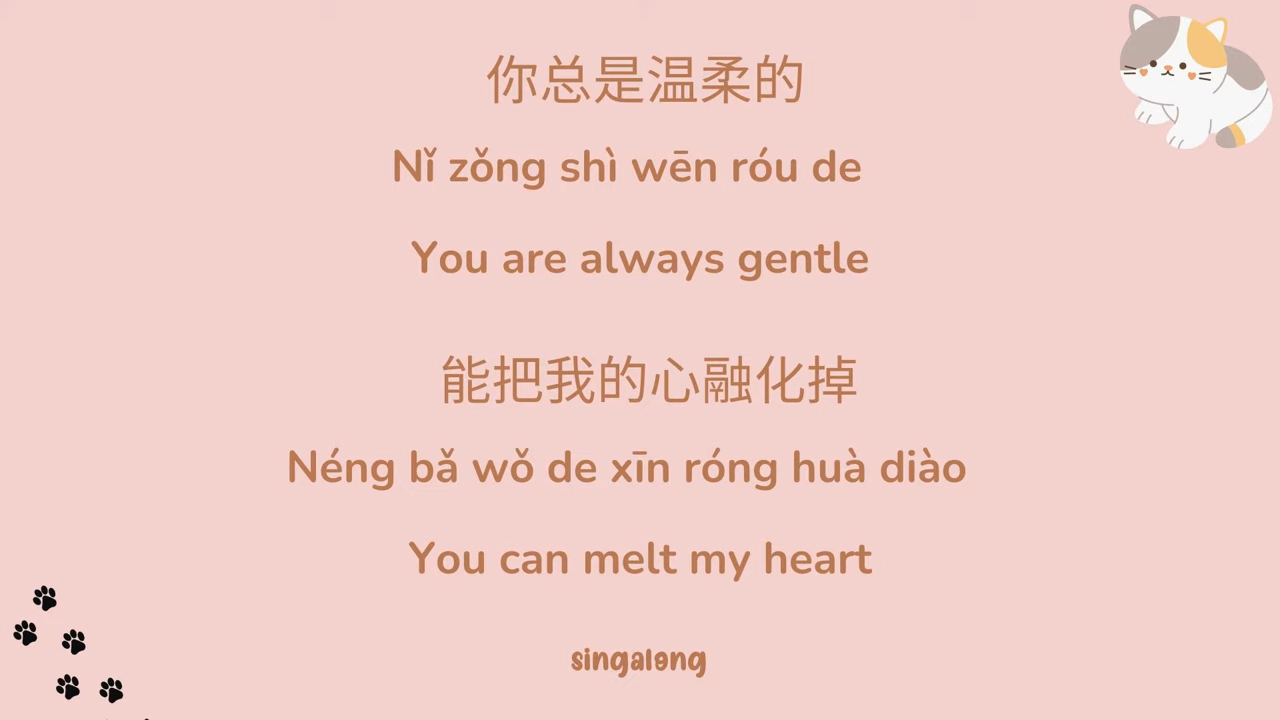 你总是温柔的
Nǐ zǒng shì wēn róu de
You are always gentle
能把我的心融化掉
Néng bǎ wǒ de xīn róng huà diào
You can melt my heart
singalong